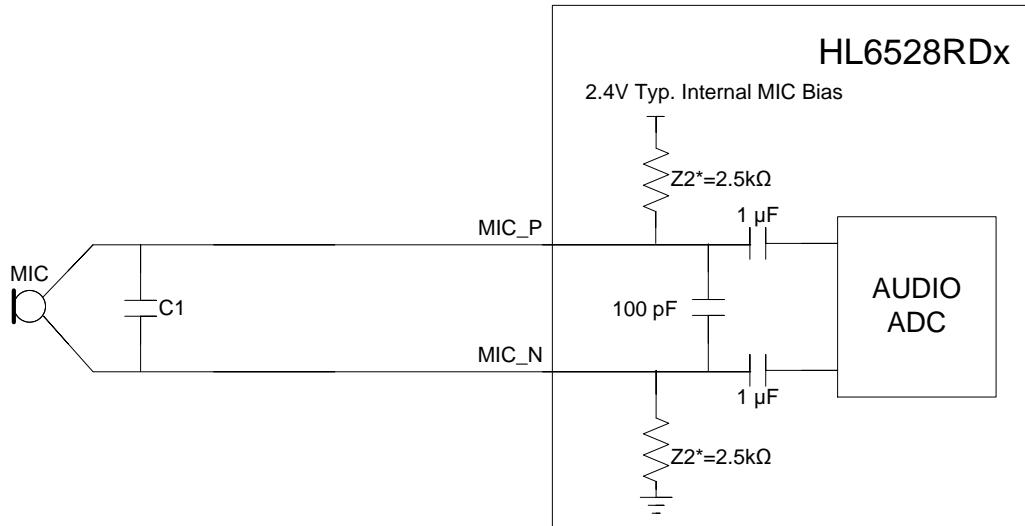 HL6528RDx
2.4V Typ. Internal MIC Bias
Z2*=2.5kΩ
1 µF
MIC_P
MIC
C1
100 pF
AUDIO
ADC
MIC_N
1 µF
Z2*=2.5kΩ